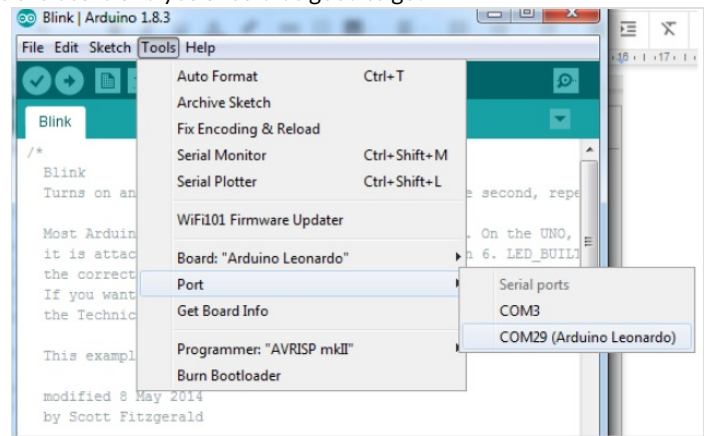 Blink | Arduino 1.8.3
File Edit Sketch Tools Help
16 17
Blink
Auto Format Ctrl+T
Archive Sketch
Fix Encoding & Reload
Serial Monitor Ctrl+Shift+M
Serial Plotter Ctrl+Shift+L
WiFi101 Firmware Updater
Board: "Arduino Leonardo"
Port
Get Board Info
Programmer: "AVRISP mkII"
Burn Bootloader
Serial ports
COM3
COM29 (Arduino Leonardo)
/*
Blink
Turns on an e second, repe
Most Arduin . On the UNO,
it is attac n 6. LED_BUILT
the correct
If you want
the Technic
This exampl
modified 8 May 2014
by Scott Fitzgerald